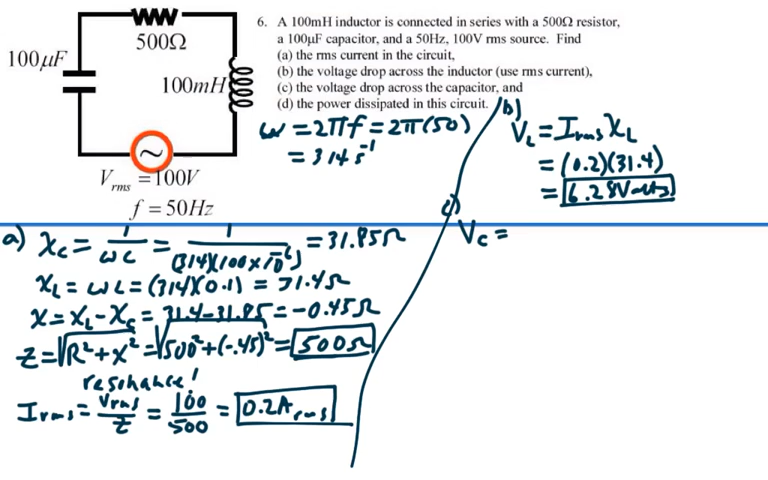 500Ω
100μF
100mH
V_rms = 100V
f = 50Hz
6. A 100mH inductor is connected in series with a 500Ω resistor,
a 100μF capacitor, and a 50Hz, 100V rms source. Find
(a) the rms current in the circuit,
(b) the voltage drop across the inductor (use rms current),
(c) the voltage drop across the capacitor, and
(d) the power dissipated in this circuit.
ω = 2πf = 2π(50)
= 314 s⁻¹
a) X_C = 1/ωC = 1/((314)(100×10⁻⁶)) = 31.85Ω
X_L = ωL = (314)(0.1) = 31.4Ω
X = X_L - X_C = 31.4-31.85 = -0.45Ω
Z = √R²+X² = √500²+(-.45)² = 500Ω
resonance!
I_rms = V_rms/Z = 100/500 = 0.2A_rms
b)
V_L = I_rms X_L
= (0.2)(31.4)
= 6.28 Volts
c) V_C =